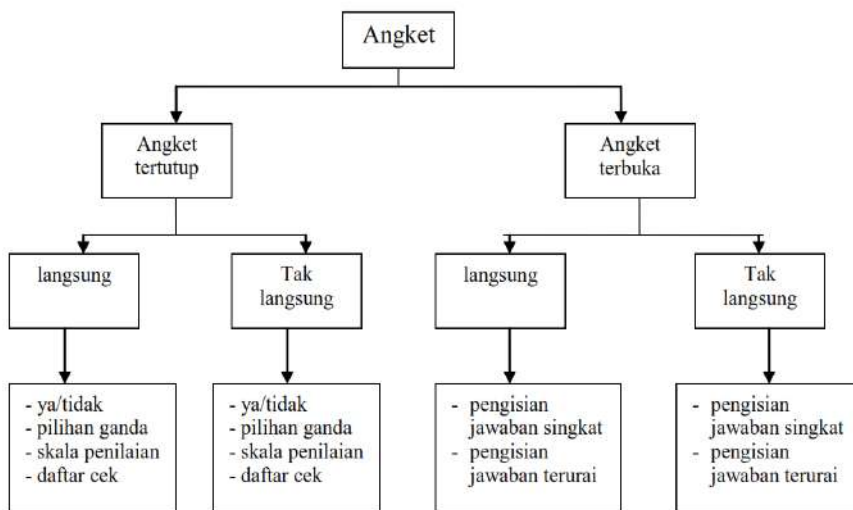 Angket
Angket
tertutup
Angket
terbuka
langsung
Tak
langsung
langsung
Tak
langsung
- ya/tidak
- pilihan ganda
- skala penilaian
- daftar cek
- ya/tidak
- pilihan ganda
- skala penilaian
- daftar cek
- pengisian
jawaban singkat
- pengisian
jawaban terurai
- pengisian
jawaban singkat
- pengisian
jawaban terurai